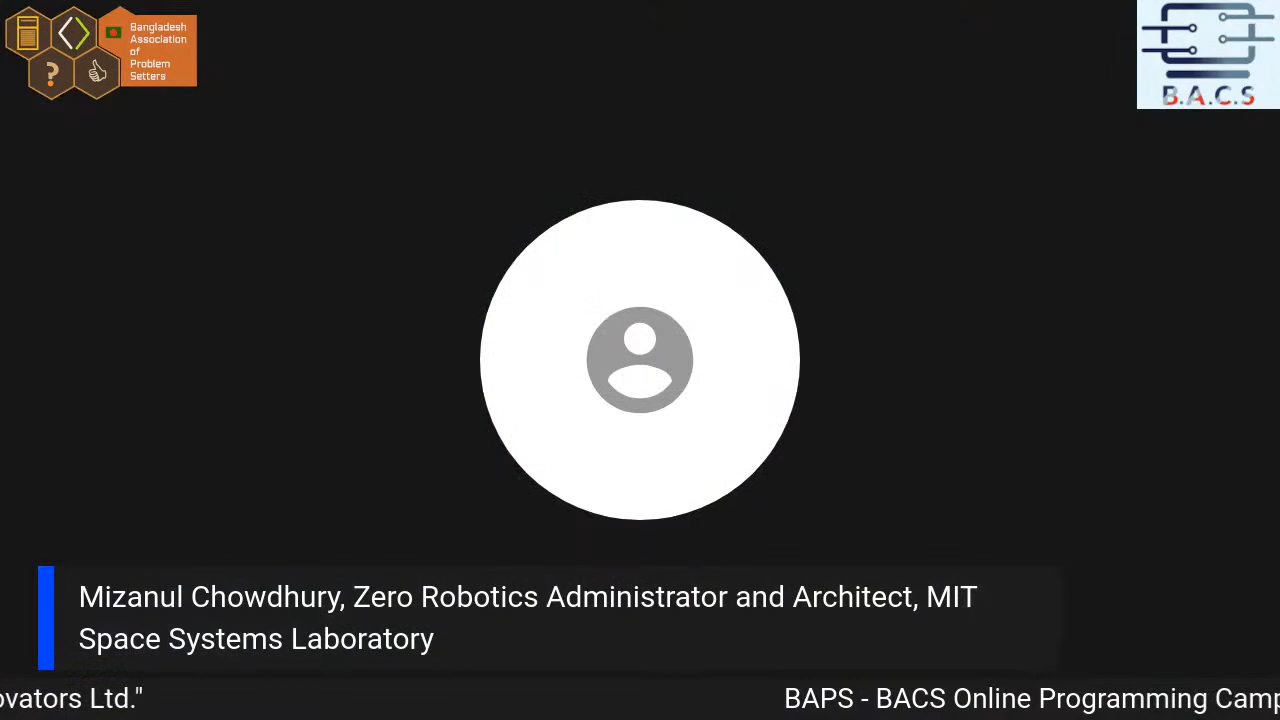 Bangladesh
Association
of
Problem
Setters
?
B.A.C.S
Mizanul Chowdhury, Zero Robotics Administrator and Architect, MIT
Space Systems Laboratory
ovators Ltd." BAPS - BACS Online Programming Camp